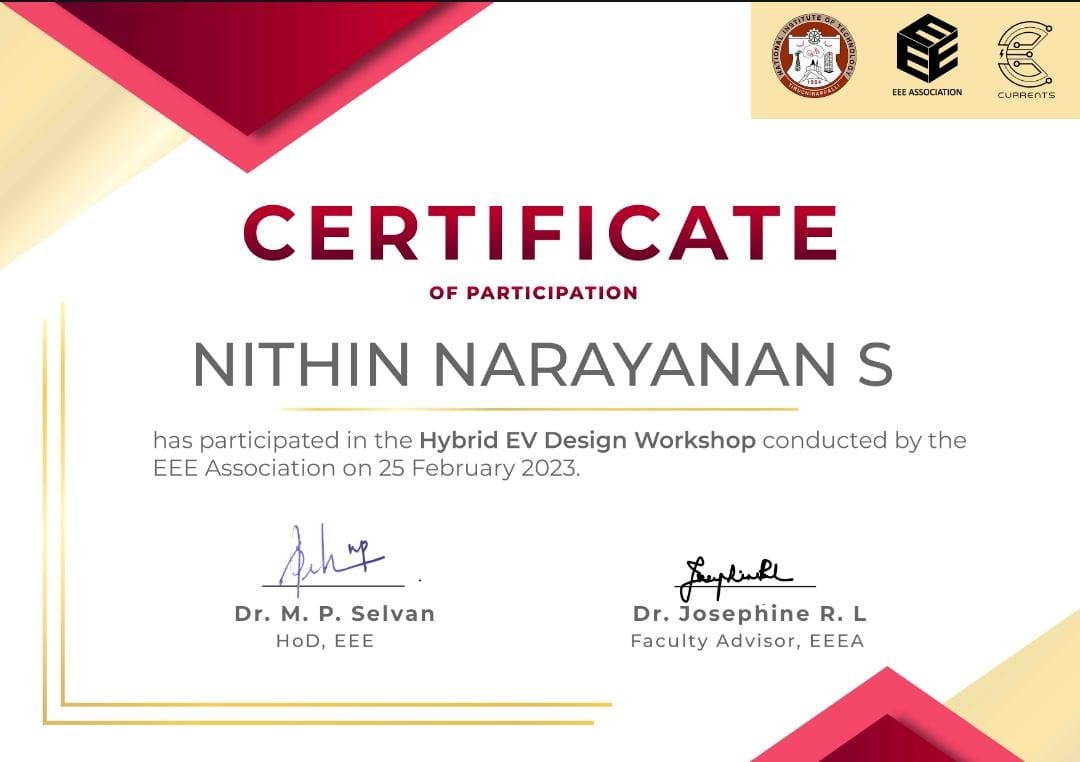 NATIONAL INSTITUTE OF TECHNOLOGY
1964
TIRUCHIRAPPALLI
EEE
EEE ASSOCIATION
CURRENTS
CERTIFICATE
OF PARTICIPATION
NITHIN NARAYANAN S
has participated in the Hybrid EV Design Workshop conducted by the
EEE Association on 25 February 2023.
Dr. M. P. Selvan
Dr. Josephine R. L
HoD, EEE
Faculty Advisor, EEEA